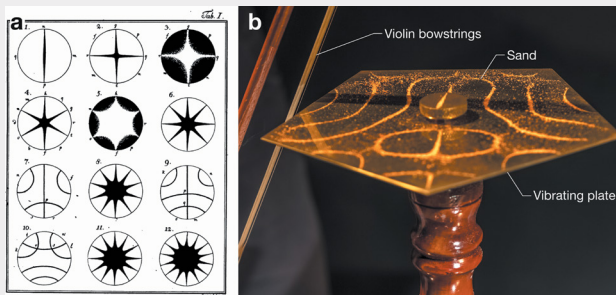 a
Tab. I.
1.
2.
3.
4.
5.
6.
7.
8.
9.
10.
11.
12.
b
Violin bowstrings
Sand
Vibrating plate